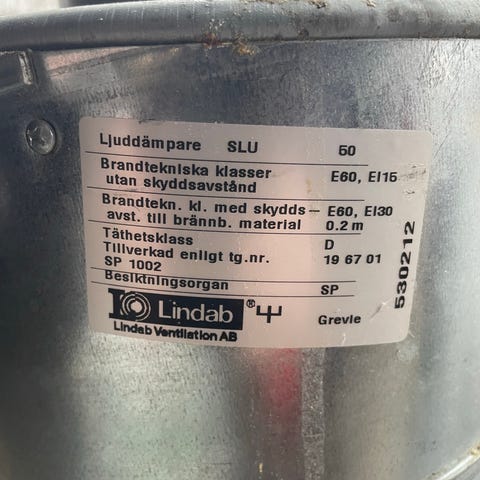 Ljuddämpare SLU 50
Brandtekniska klasser E60, EI15
utan skyddsavstånd
Brandtekn. kl. med skydds- E60, EI30
avst. till brännb. material 0.2 m
Täthetsklass D
Tillverkad enligt tg.nr. 19 67 01
SP 1002
Besiktningsorgan SP
Lindab ®
Lindab Ventilation AB Grevie
530212